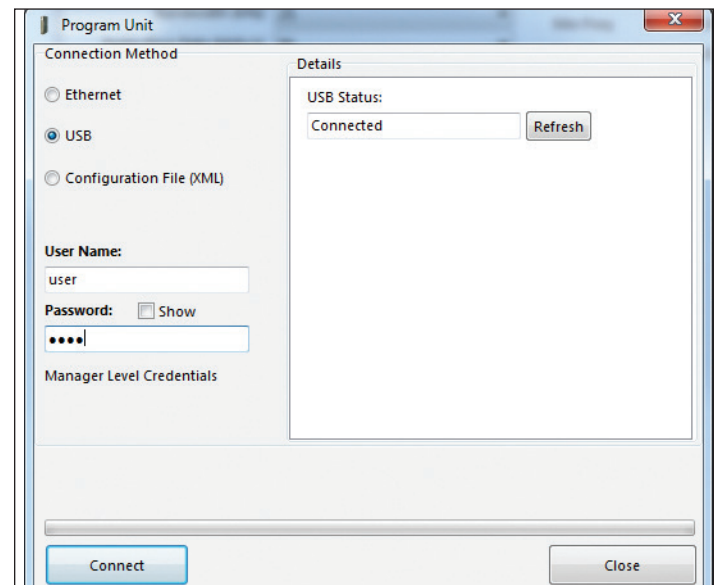 Program Unit
Connection Method
Ethernet
USB
Configuration File (XML)
User Name:
user
Password:
Show
••••
Manager Level Credentials
Details
USB Status:
Connected
Refresh
Connect
Close